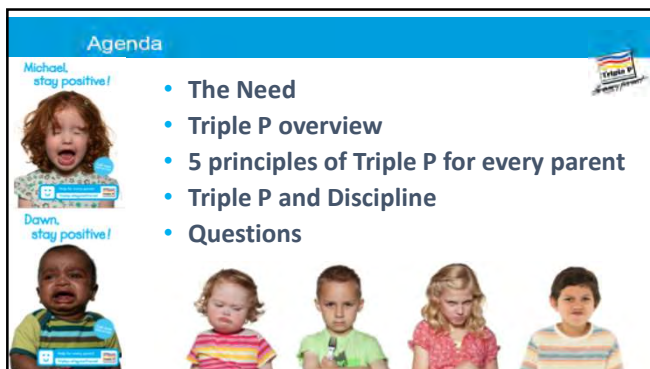 Agenda
Michael,
stay positive!
• The Need
• Triple P overview
• 5 principles of Triple P for every parent
• Triple P and Discipline
• Questions
Triple P
Dawn,
stay positive!